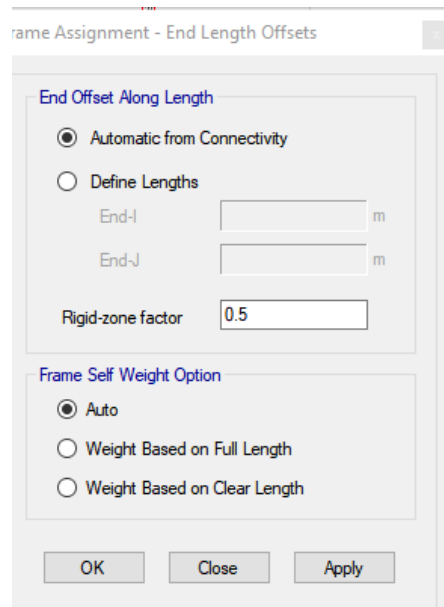 rame Assignment - End Length Offsets
End Offset Along Length
Automatic from Connectivity
Define Lengths
End-I m
End-J m
Rigid-zone factor 0.5
Frame Self Weight Option
Auto
Weight Based on Full Length
Weight Based on Clear Length
OK Close Apply